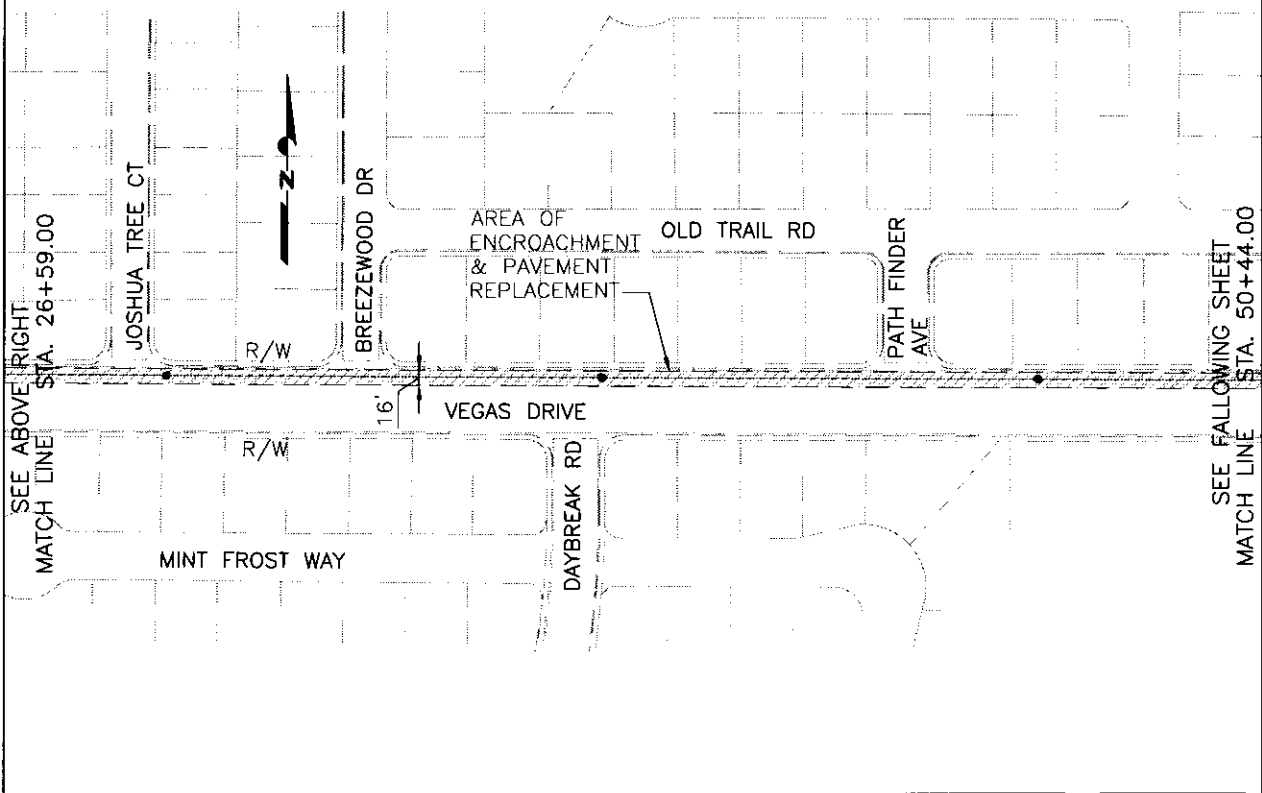 SEE ABOVE RIGHT
MATCH LINE STA. 26+59.00
JOSHUA TREE CT
N
BREEZEWOOD DR
AREA OF
ENCROACHMENT
& PAVEMENT
REPLACEMENT
OLD TRAIL RD
PATH FINDER
AVE
R/W
16'
VEGAS DRIVE
R/W
DAYBREAK RD
MINT FROST WAY
SEE FALLOWING SHEET
MATCH LINE STA. 50+44.00